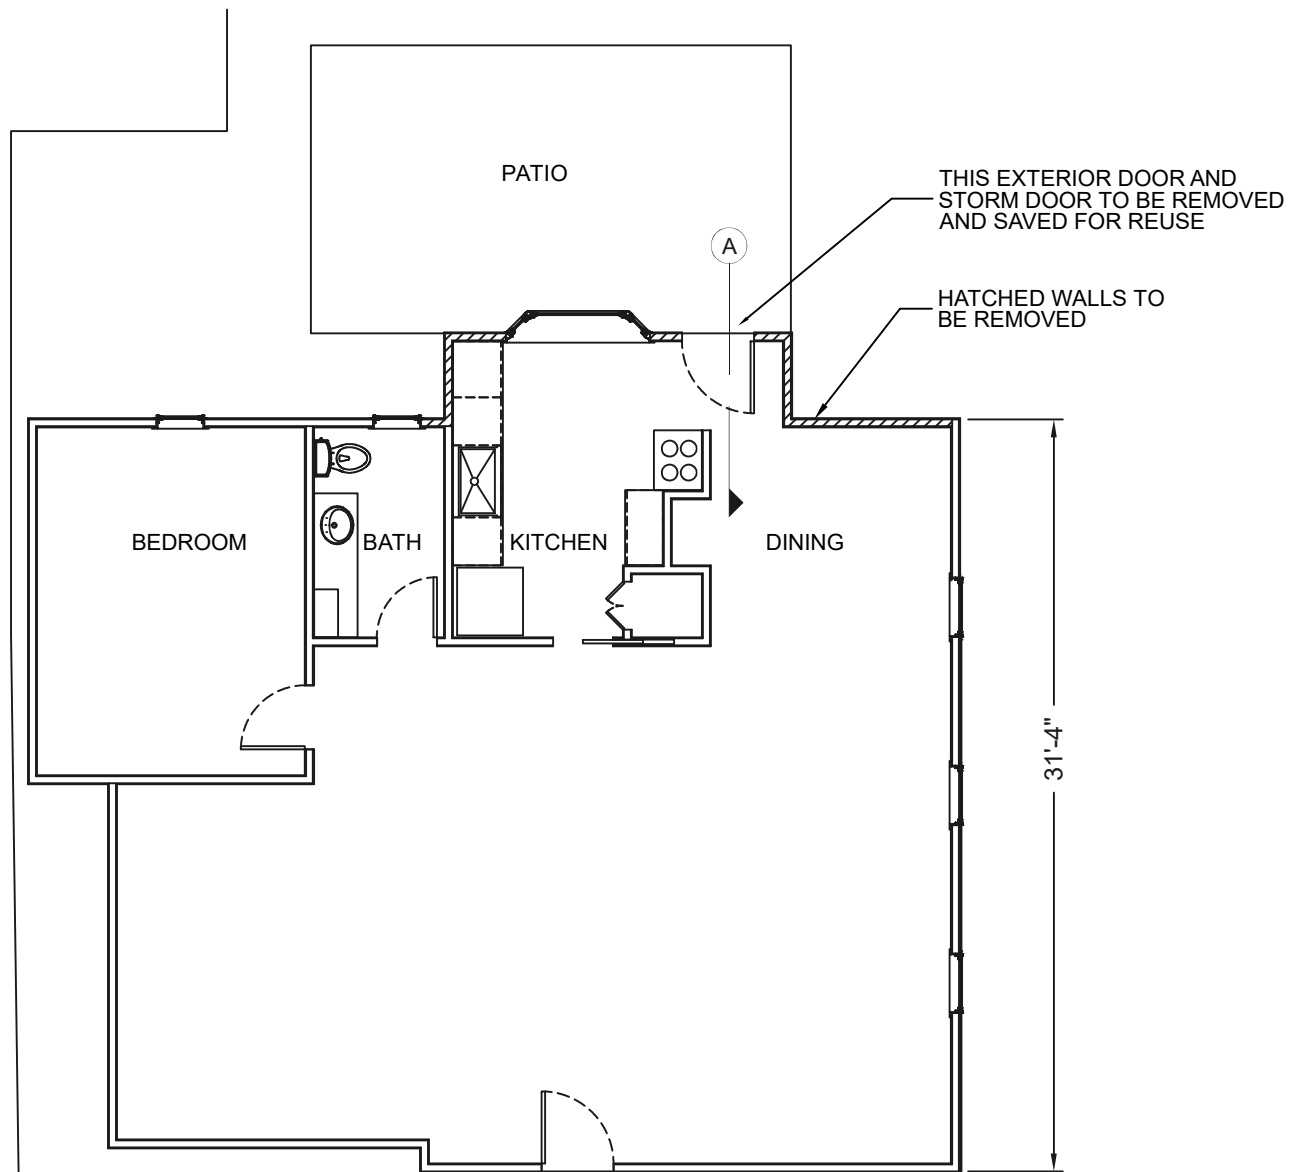 PATIO
THIS EXTERIOR DOOR AND
STORM DOOR TO BE REMOVED
AND SAVED FOR REUSE
A
HATCHED WALLS TO
BE REMOVED
BEDROOM
BATH
KITCHEN
DINING
31'-4"